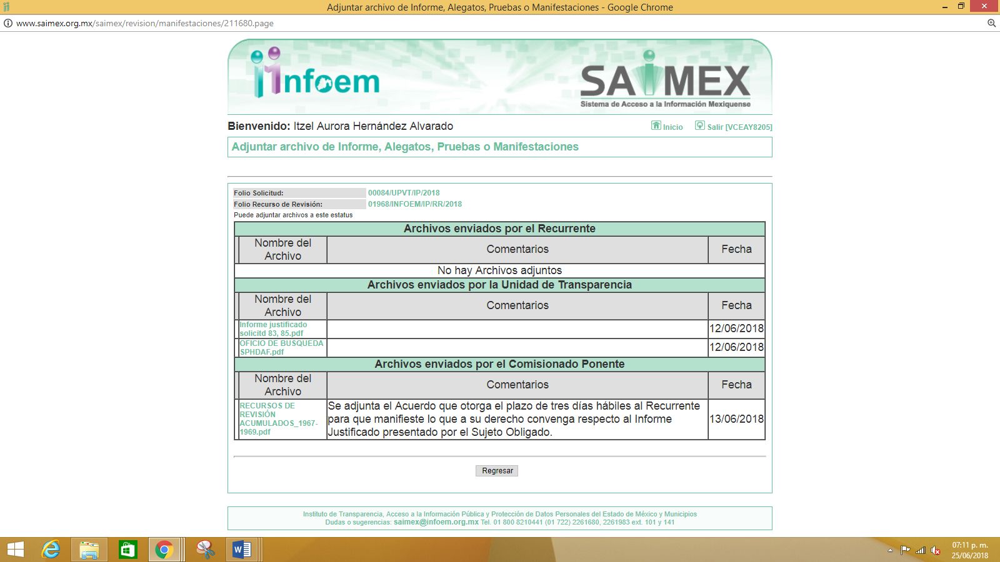 Adjuntar archivo de Informe, Alegatos, Pruebas o Manifestaciones - Google Chrome
www.saimex.org.mx/saimex/revision/manifestaciones/211680.page
infoem
SAIMEX
Sistema de Acceso a la Información Mexiquense
Bienvenido: Itzel Aurora Hernández Alvarado
Inicio Salir [VCEAY8205]
Adjuntar archivo de Informe, Alegatos, Pruebas o Manifestaciones
Folio Solicitud: 00084/UPVT/IP/2018
Folio Recurso de Revisión: 01968/INFOEM/IP/RR/2018
Puede adjuntar archivos a este estatus
Archivos enviados por el Recurrente
Nombre del
Archivo
Comentarios
Fecha
No hay Archivos adjuntos
Archivos enviados por la Unidad de Transparencia
Nombre del
Archivo
Comentarios
Fecha
Informe justificado
solicitd 83, 85.pdf
12/06/2018
OFICIO DE BUSQUEDA
SPHDAF.pdf
12/06/2018
Archivos enviados por el Comisionado Ponente
Nombre del
Archivo
Comentarios
Fecha
RECURSOS DE
REVISIÓN
ACUMULADOS_1967-
1969.pdf
Se adjunta el Acuerdo que otorga el plazo de tres días hábiles al Recurrente
para que manifieste lo que a su derecho convenga respecto al Informe
Justificado presentado por el Sujeto Obligado.
13/06/2018
Regresar
Instituto de Transparencia, Acceso a la Información Pública y Protección de Datos Personales del Estado de México y Municipios
Dudas o sugerencias: saimex@infoem.org.mx Tel. 01 800 8210441 (01 722) 2261680, 2261983 ext. 101 y 141
07:11 p. m.
25/06/2018